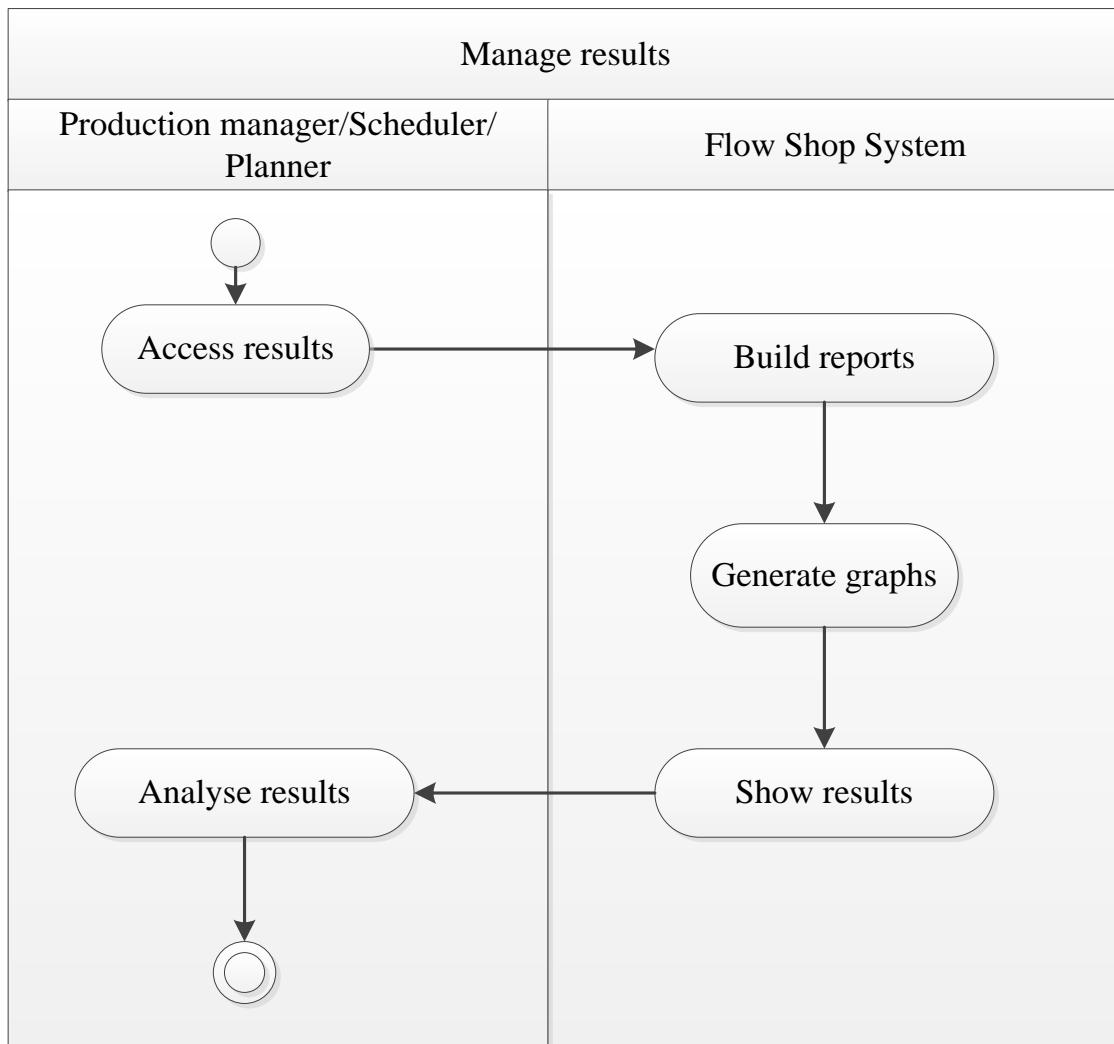 Manage results
Production manager/Scheduler/
Planner
Flow Shop System
Access results
Build reports
Generate graphs
Analyse results
Show results